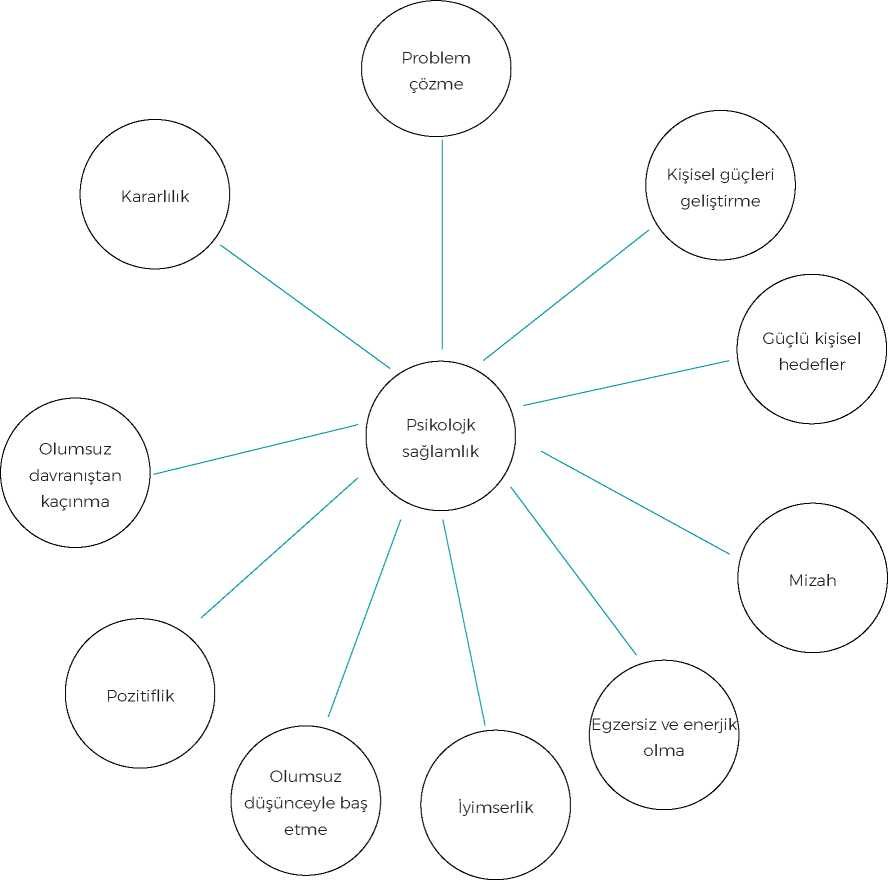 Problem
çözme
Kişisel güçleri
geliştirme
Kararlılık
Güçlü kişisel
hedefler
Psikolojk
sağlamlık
Olumsuz
davranıştan
kaçınma
Mizah
Pozitiflik
Egzersiz ve enerjik
olma
Olumsuz
düşünceyle baş
etme
İyimserlik